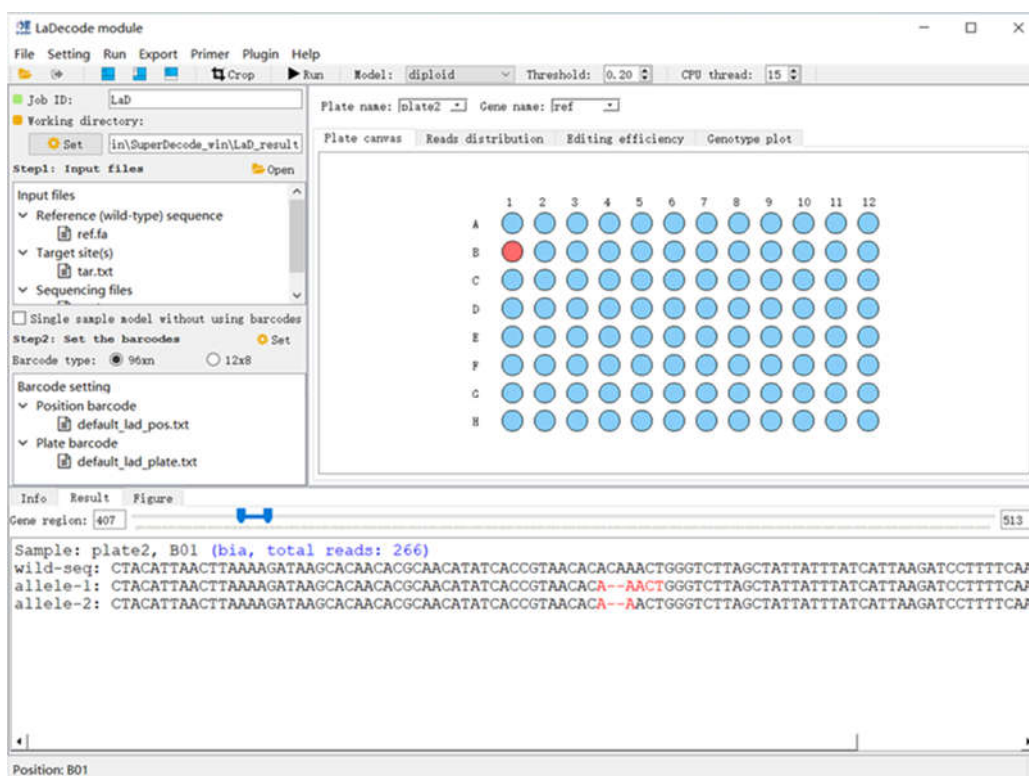 LaDecode module
File Setting Run Export Primer Plugin Help
Crop Run Model: diploid Threshold: 0.20 CPU thread: 15
Job ID: LaD
Working directory:
Set in\SuperDecode_win\LaD_result
Step1: Input files Open
Input files
Reference (wild-type) sequence
ref.fa
Target site(s)
tar.txt
Sequencing files
Single sample model without using barcodes
Step2: Set the barcodes Set
Barcode type: 96xn 12x8
Barcode setting
Position barcode
default_lad_pos.txt
Plate barcode
default_lad_plate.txt
Plate name: plate2 Gene name: ref
Plate canvas Reads distribution Editing efficiency Genotype plot
1 2 3 4 5 6 7 8 9 10 11 12
A
B
C
D
E
F
G
H
Info Result Figure
Gene region: 407 513
Sample: plate2, B01 (bia, total reads: 266)
wild-seq: CTACATTAACTTAAAAGATAAGCACAACACGCAACATATCACCGTAACACACAAACTGGGTCTTAGCTATTATTTATCATTAAGATCCTTTTCAA
allele-1: CTACATTAACTTAAAAGATAAGCACAACACGCAACATATCACCGTAACACA--AACTGGGTCTTAGCTATTATTTATCATTAAGATCCTTTTCAA
allele-2: CTACATTAACTTAAAAGATAAGCACAACACGCAACATATCACCGTAACACA--AACTGGGTCTTAGCTATTATTTATCATTAAGATCCTTTTCAA
Position: B01